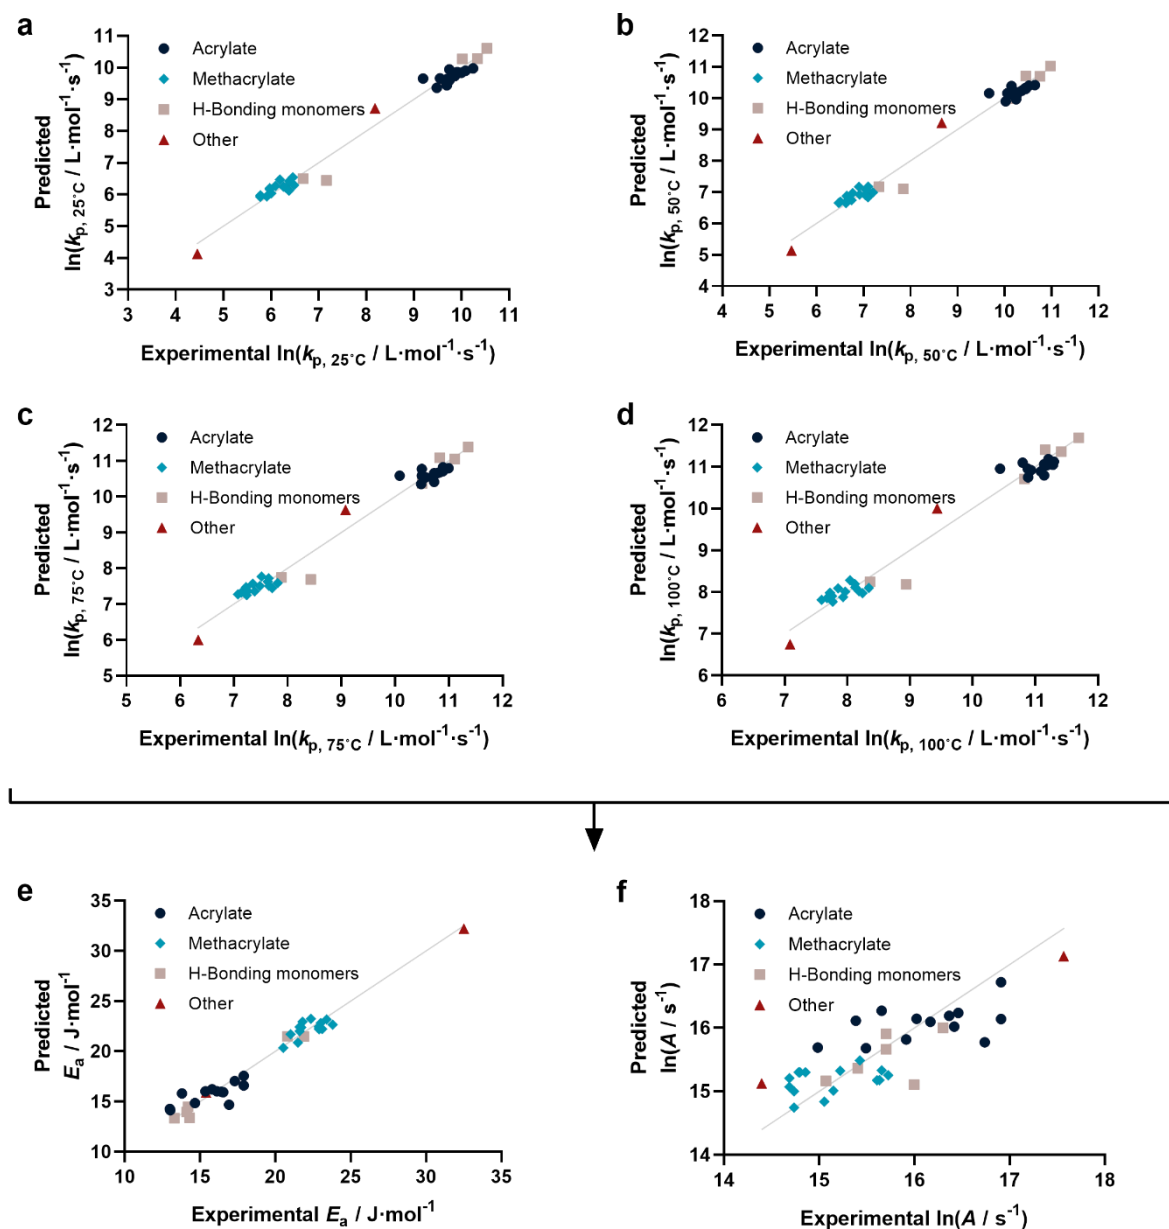 a
Predicted
ln(kp, 25°C / L·mol⁻¹·s⁻¹)
11
10
9
8
7
6
5
4
3
Acrylate
Methacrylate
H-Bonding monomers
Other
3 4 5 6 7 8 9 10 11
Experimental ln(kp, 25°C / L·mol⁻¹·s⁻¹)
b
Predicted
ln(kp, 50°C / L·mol⁻¹·s⁻¹)
12
11
10
9
8
7
6
5
4
Acrylate
Methacrylate
H-Bonding monomers
Other
4 5 6 7 8 9 10 11 12
Experimental ln(kp, 50°C / L·mol⁻¹·s⁻¹)
c
Predicted
ln(kp, 75°C / L·mol⁻¹·s⁻¹)
12
11
10
9
8
7
6
5
Acrylate
Methacrylate
H-Bonding monomers
Other
5 6 7 8 9 10 11 12
Experimental ln(kp, 75°C / L·mol⁻¹·s⁻¹)
d
Predicted
ln(kp, 100°C / L·mol⁻¹·s⁻¹)
12
11
10
9
8
7
6
Acrylate
Methacrylate
H-Bonding monomers
Other
6 7 8 9 10 11 12
Experimental ln(kp, 100°C / L·mol⁻¹·s⁻¹)
e
Predicted
Ea / J·mol⁻¹
35
30
25
20
15
10
Acrylate
Methacrylate
H-Bonding monomers
Other
10 15 20 25 30 35
Experimental Ea / J·mol⁻¹
f
Predicted
ln(A / s⁻¹)
18
17
16
15
14
Acrylate
Methacrylate
H-Bonding monomers
Other
14 15 16 17 18
Experimental ln(A / s⁻¹)